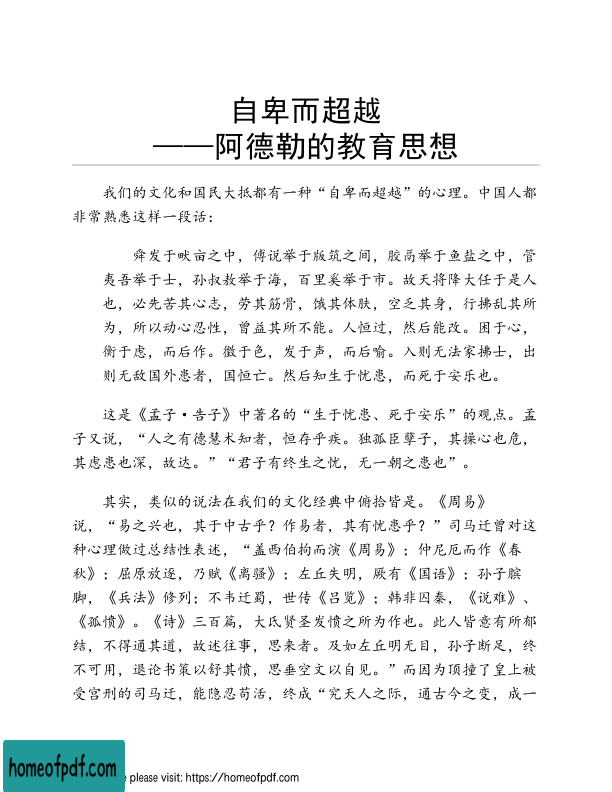 自卑而超越
——阿德勒的教育思想
我们的文化和国民大抵都有一种“自卑而超越”的心理。中国人都
非常熟悉这样一段话：
舜发于畎亩之中，傅说举于版筑之间，胶鬲举于鱼盐之中，管
夷吾举于士，孙叔敖举于海，百里奚举于市。故天将降大任于是人
也，必先苦其心志，劳其筋骨，饿其体肤，空乏其身，行拂乱其所
为，所以动心忍性，曾益其所不能。人恒过，然后能改。困于心，
衡于虑，而后作。徵于色，发于声，而后喻。入则无法家拂士，出
则无敌国外患者，国恒亡。然后知生于忧患，而死于安乐也。
这是《孟子·告子》中著名的“生于忧患、死于安乐”的观点。孟
子又说，“人之有德慧术知者，恒存乎疾。独孤臣孽子，其操心也危，
其虑患也深，故达。”“君子有终生之忧，无一朝之患也”。
其实，类似的说法在我们的文化经典中俯拾皆是。《周易》
说，“易之兴也，其于中古乎？作易者，其有忧患乎？”司马迁曾对这
种心理做过总结性表述，“盖西伯拘而演《周易》；仲尼厄而作《春
秋》；屈原放逐，乃赋《离骚》；左丘失明，厥有《国语》；孙子膑
脚，《兵法》修列；不韦迁蜀，世传《吕览》；韩非囚秦，《说难》、
《孤愤》。《诗》三百篇，大氐贤圣发愤之所为作也。此人皆意有所郁
结，不得通其道，故述往事，思来者。及如左丘明无目，孙子断足，终
不可用，退论书策以舒其愤，思垂空文以自见。”而因为顶撞了皇上被
受宫刑的司马迁，能隐忍苟活，终成“究天人之际，通古今之变，成一
homeofpdf.com
please visit: https://homeofpdf.com